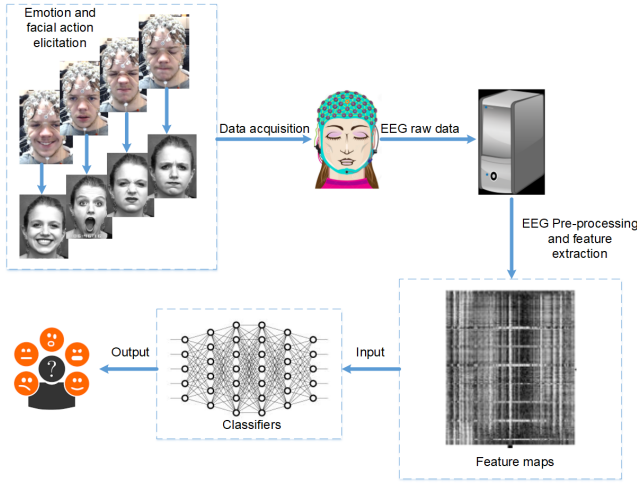 Emotion and
facial action
elicitation
Data acquisition
EEG raw data
EEG Pre-processing
and feature
extraction
Feature maps
Input
Classifiers
Output
?